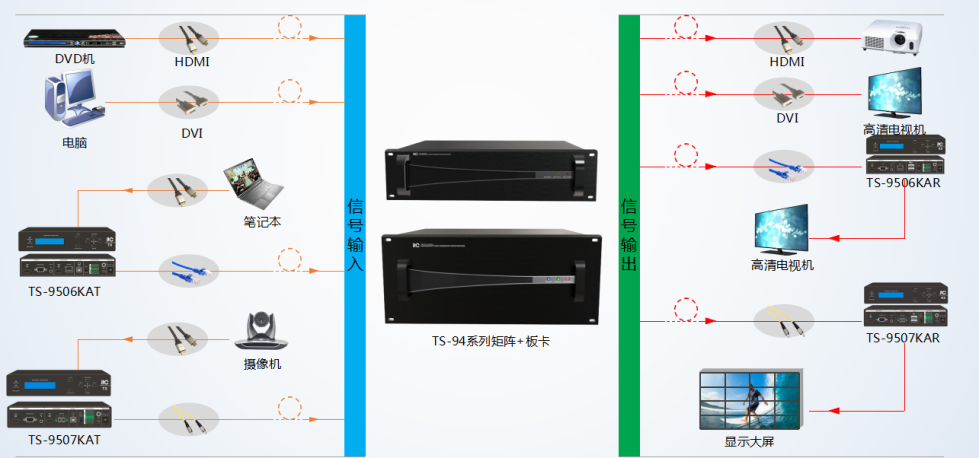 DVD机
HDMI
电脑
DVI
笔记本
TS-9506KAT
摄像机
TS-9507KAT
信号输入
TS-94系列矩阵+板卡
信号输出
HDMI
DVI
高清电视机
TS-9506KAR
高清电视机
TS-9507KAR
显示大屏